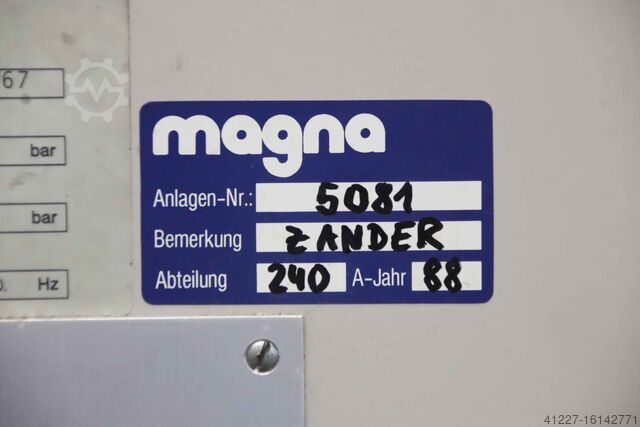 67
bar
bar
Hz
magna
Anlagen-Nr.: 5081
Bemerkung ZANDER
Abteilung 240 A-Jahr 88
41227-16142771